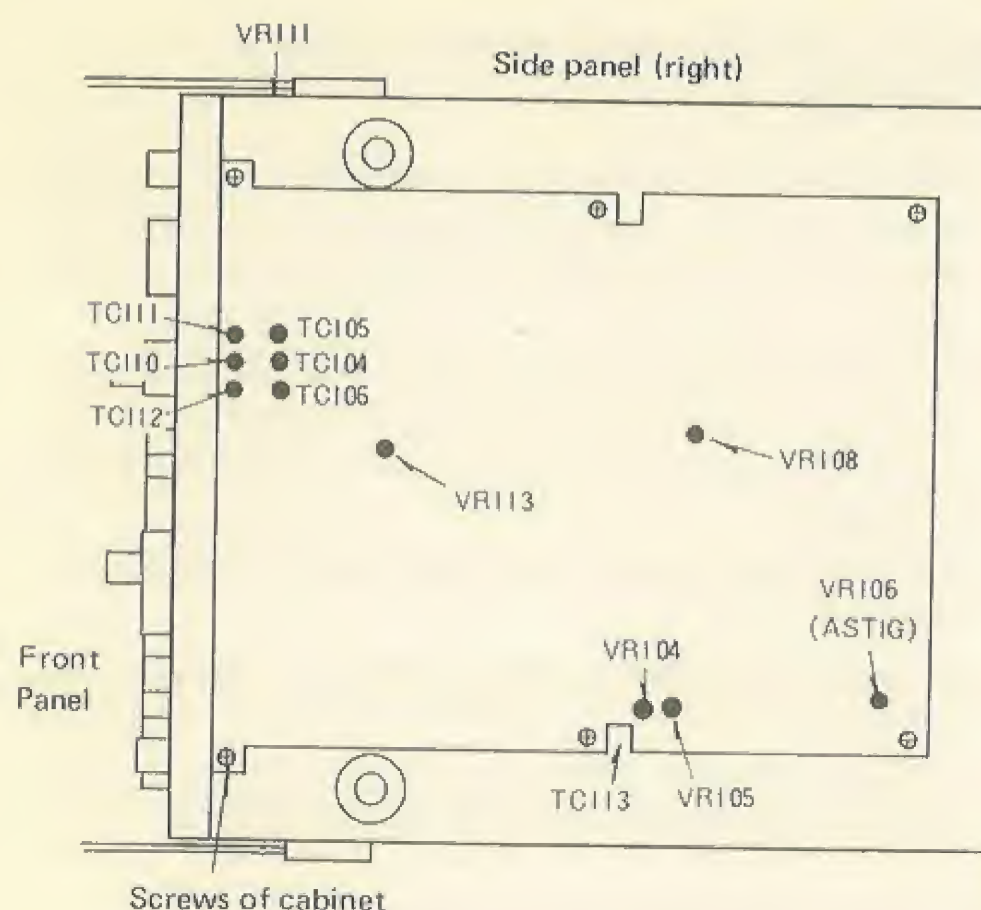 VR111
Side panel (right)
TC111
TC105
TC110
TC104
TC112
TC106
VR108
VR113
VR106
(ASTIG)
VR104
Front
Panel
TC113
VR105
Screws of cabinet